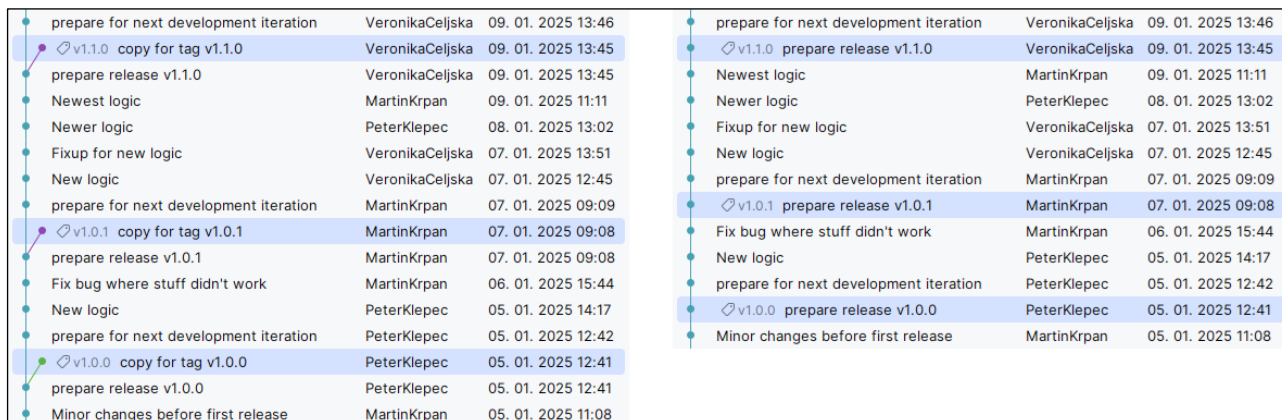 prepare for next development iteration VeronikaCeljska 09. 01. 2025 13:46
v1.1.0 copy for tag v1.1.0 VeronikaCeljska 09. 01. 2025 13:45
prepare release v1.1.0 VeronikaCeljska 09. 01. 2025 13:45
Newest logic MartinKrpan 09. 01. 2025 11:11
Newer logic PeterKlepec 08. 01. 2025 13:02
Fixup for new logic VeronikaCeljska 07. 01. 2025 13:51
New logic VeronikaCeljska 07. 01. 2025 12:45
prepare for next development iteration MartinKrpan 07. 01. 2025 09:09
v1.0.1 copy for tag v1.0.1 MartinKrpan 07. 01. 2025 09:08
prepare release v1.0.1 MartinKrpan 07. 01. 2025 09:08
Fix bug where stuff didn't work MartinKrpan 06. 01. 2025 15:44
New logic PeterKlepec 05. 01. 2025 14:17
prepare for next development iteration PeterKlepec 05. 01. 2025 12:42
v1.0.0 copy for tag v1.0.0 PeterKlepec 05. 01. 2025 12:41
prepare release v1.0.0 PeterKlepec 05. 01. 2025 12:41
Minor changes before first release MartinKrpan 05. 01. 2025 11:08
prepare for next development iteration VeronikaCeljska 09. 01. 2025 13:46
v1.1.0 prepare release v1.1.0 VeronikaCeljska 09. 01. 2025 13:45
Newest logic MartinKrpan 09. 01. 2025 11:11
Newer logic PeterKlepec 08. 01. 2025 13:02
Fixup for new logic VeronikaCeljska 07. 01. 2025 13:51
New logic VeronikaCeljska 07. 01. 2025 12:45
prepare for next development iteration MartinKrpan 07. 01. 2025 09:09
v1.0.1 prepare release v1.0.1 MartinKrpan 07. 01. 2025 09:08
Fix bug where stuff didn't work MartinKrpan 06. 01. 2025 15:44
New logic PeterKlepec 05. 01. 2025 14:17
prepare for next development iteration PeterKlepec 05. 01. 2025 12:42
v1.0.0 prepare release v1.0.0 PeterKlepec 05. 01. 2025 12:41
Minor changes before first release MartinKrpan 05. 01. 2025 11:08